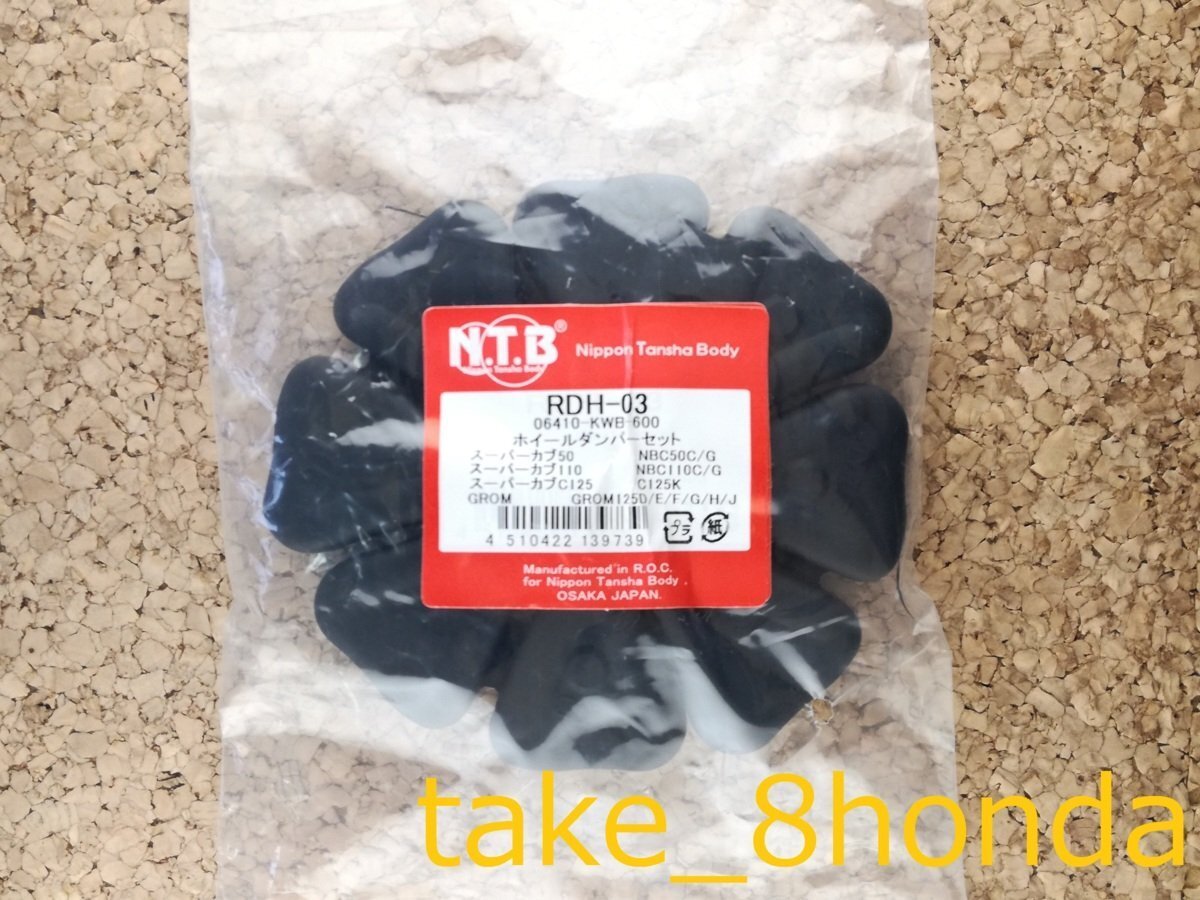 N.T.B®
Nippon Tansha Body
Nippon Tansha Body
RDH-03
06410-KWB-600
ホイールダンパーセット
スーパーカブ50 NBC50C/G
スーパーカブ110 NBC110C/G
スーパーカブC125 C125K
GROM GROM125D/E/F/G/H/J
4 510422 139739
プラ
紙
Manufactured in R.O.C.
for Nippon Tansha Body .
OSAKA JAPAN.
take_8honda